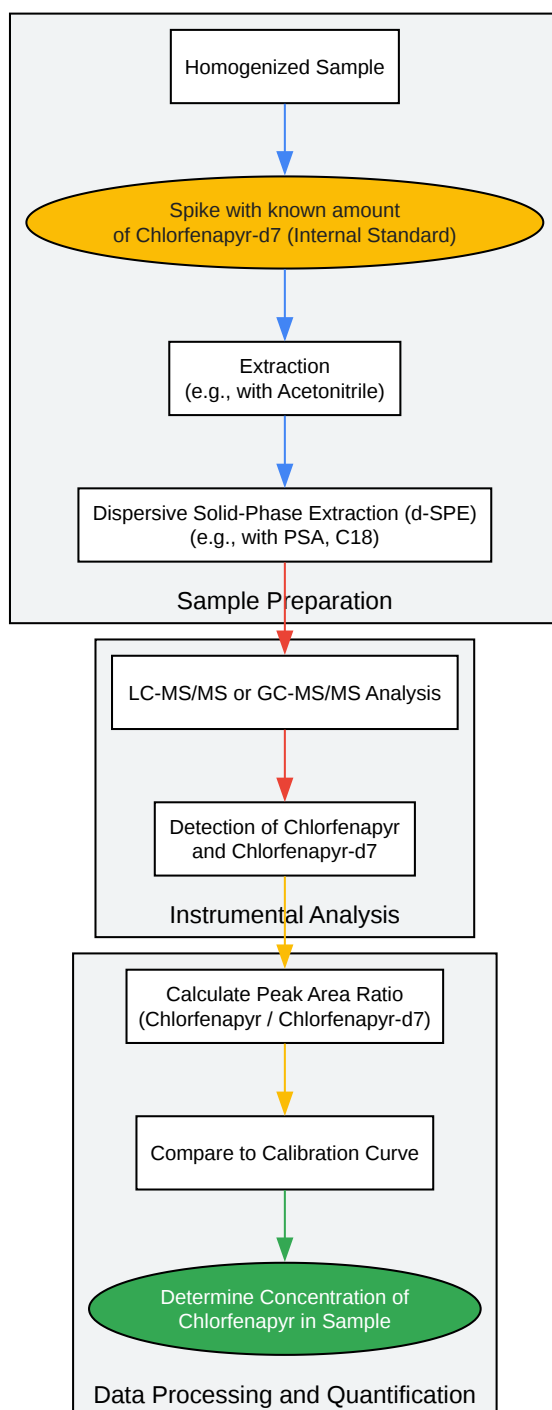 Homogenized Sample
Spike with known amount
of Chlorfenapyr-d7 (Internal Standard)
Extraction
(e.g., with Acetonitrile)
Dispersive Solid-Phase Extraction (d-SPE)
(e.g., with PSA, C18)
Sample Preparation
LC-MS/MS or GC-MS/MS Analysis
Detection of Chlorfenapyr
and Chlorfenapyr-d7
Instrumental Analysis
Calculate Peak Area Ratio
(Chlorfenapyr / Chlorfenapyr-d7)
Compare to Calibration Curve
Determine Concentration of
Chlorfenapyr in Sample
Data Processing and Quantification